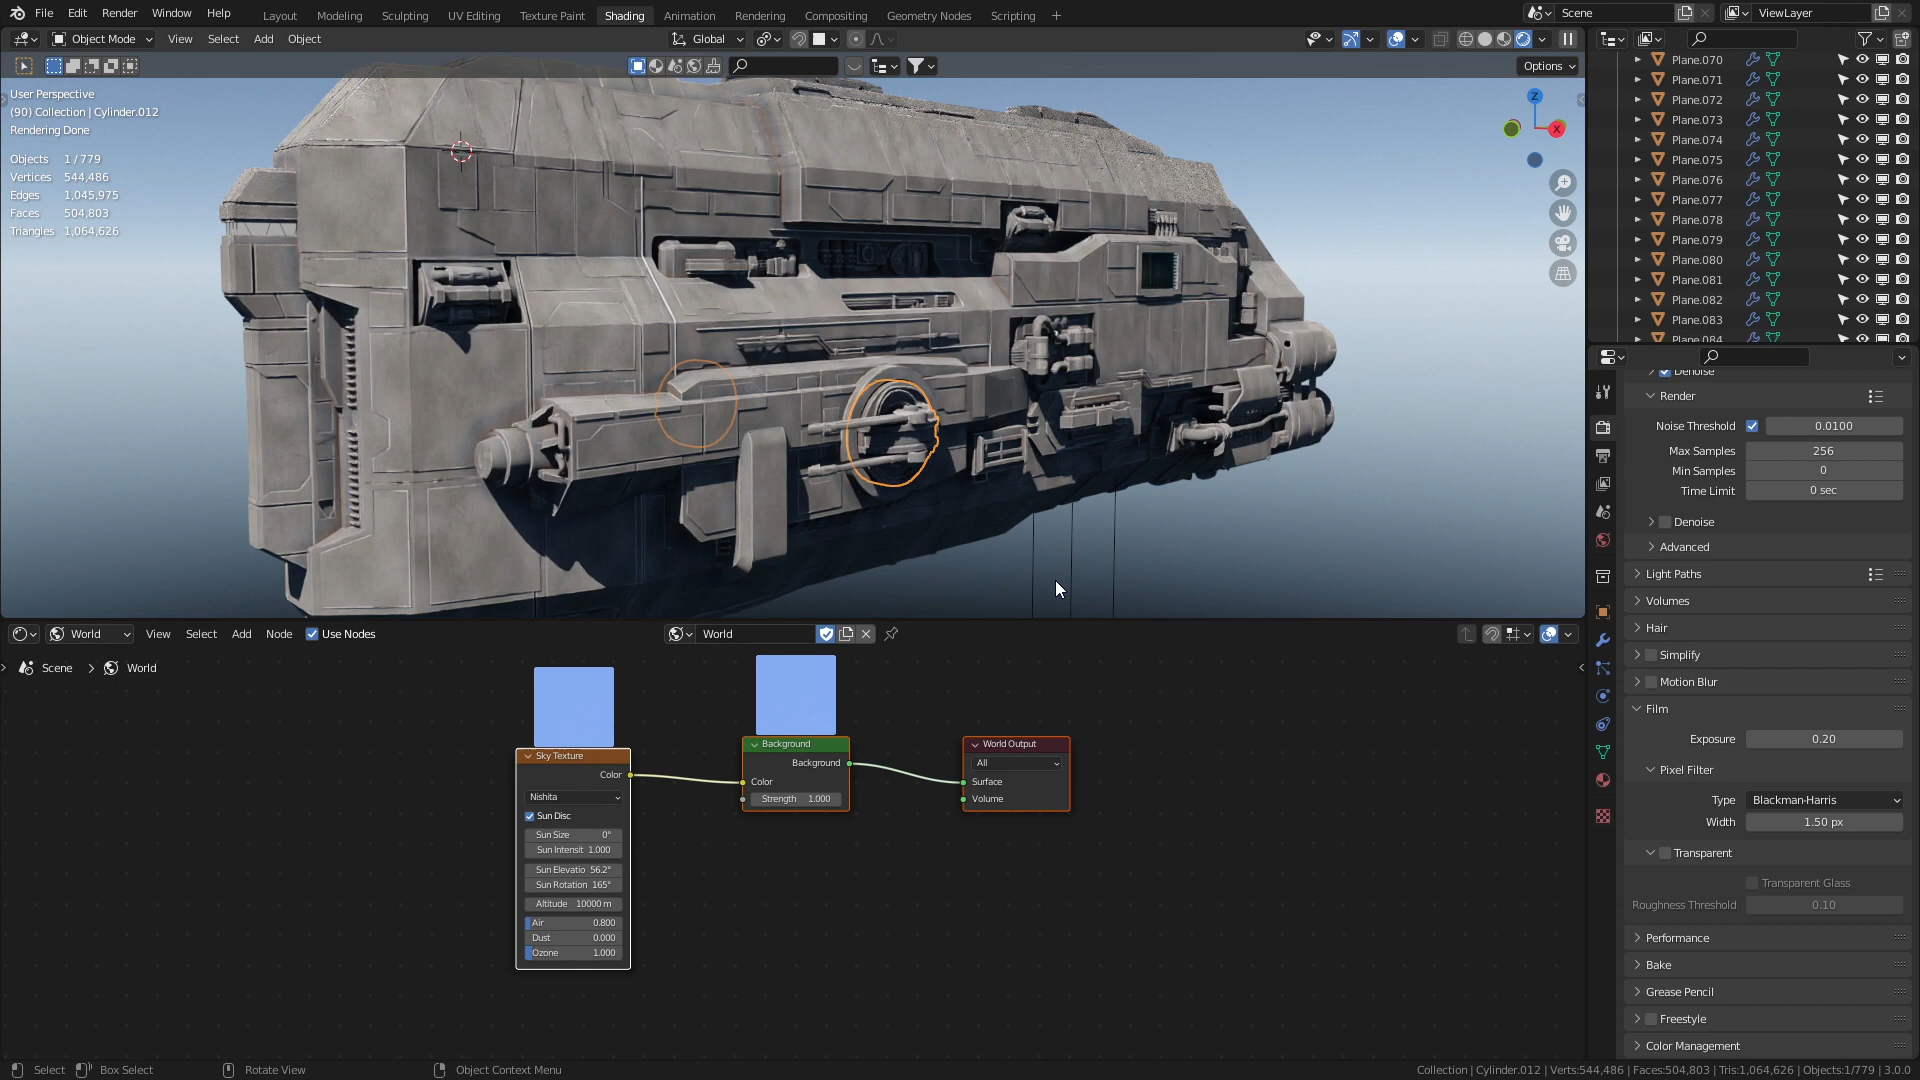 File Edit Render Window Help Layout Modeling Sculpting UV Editing Texture Paint Shading Animation Rendering Compositing Geometry Nodes Scripting + Scene ViewLayer
Object Mode View Select Add Object Global
Options
User Perspective
(90) Collection | Cylinder.012
Rendering Done
Objects 1/779
Vertices 544,486
Edges 1,045,975
Faces 504,803
Triangles 1,064,626
Z
X
Plane.070
Plane.071
Plane.072
Plane.073
Plane.074
Plane.075
Plane.076
Plane.077
Plane.078
Plane.079
Plane.080
Plane.081
Plane.082
Plane.083
Plane.084
Denoise
Render
Noise Threshold 0.0100
Max Samples 256
Min Samples 0
Time Limit 0 sec
Denoise
Advanced
Light Paths
Volumes
Hair
Simplify
Motion Blur
Film
Exposure 0.20
Pixel Filter
Type Blackman-Harris
Width 1.50 px
Transparent
Transparent Glass
Roughness Threshold 0.10
Performance
Bake
Grease Pencil
Freestyle
Color Management
World View Select Add Node Use Nodes World
Scene > World
Sky Texture
Color
Nishita
Sun Disc
Sun Size 0°
Sun Intensit 1.000
Sun Elevatio 56.2°
Sun Rotation 165°
Altitude 10000 m
Air 0.800
Dust 0.000
Ozone 1.000
Background
Background
Color
Strength 1.000
World Output
All
Surface
Volume
Select Box Select Rotate View Object Context Menu Collection | Cylinder.012 | Verts:544,486 | Faces:504,803 | Tris:1,064,626 | Objects:1/779 | 3.0.0